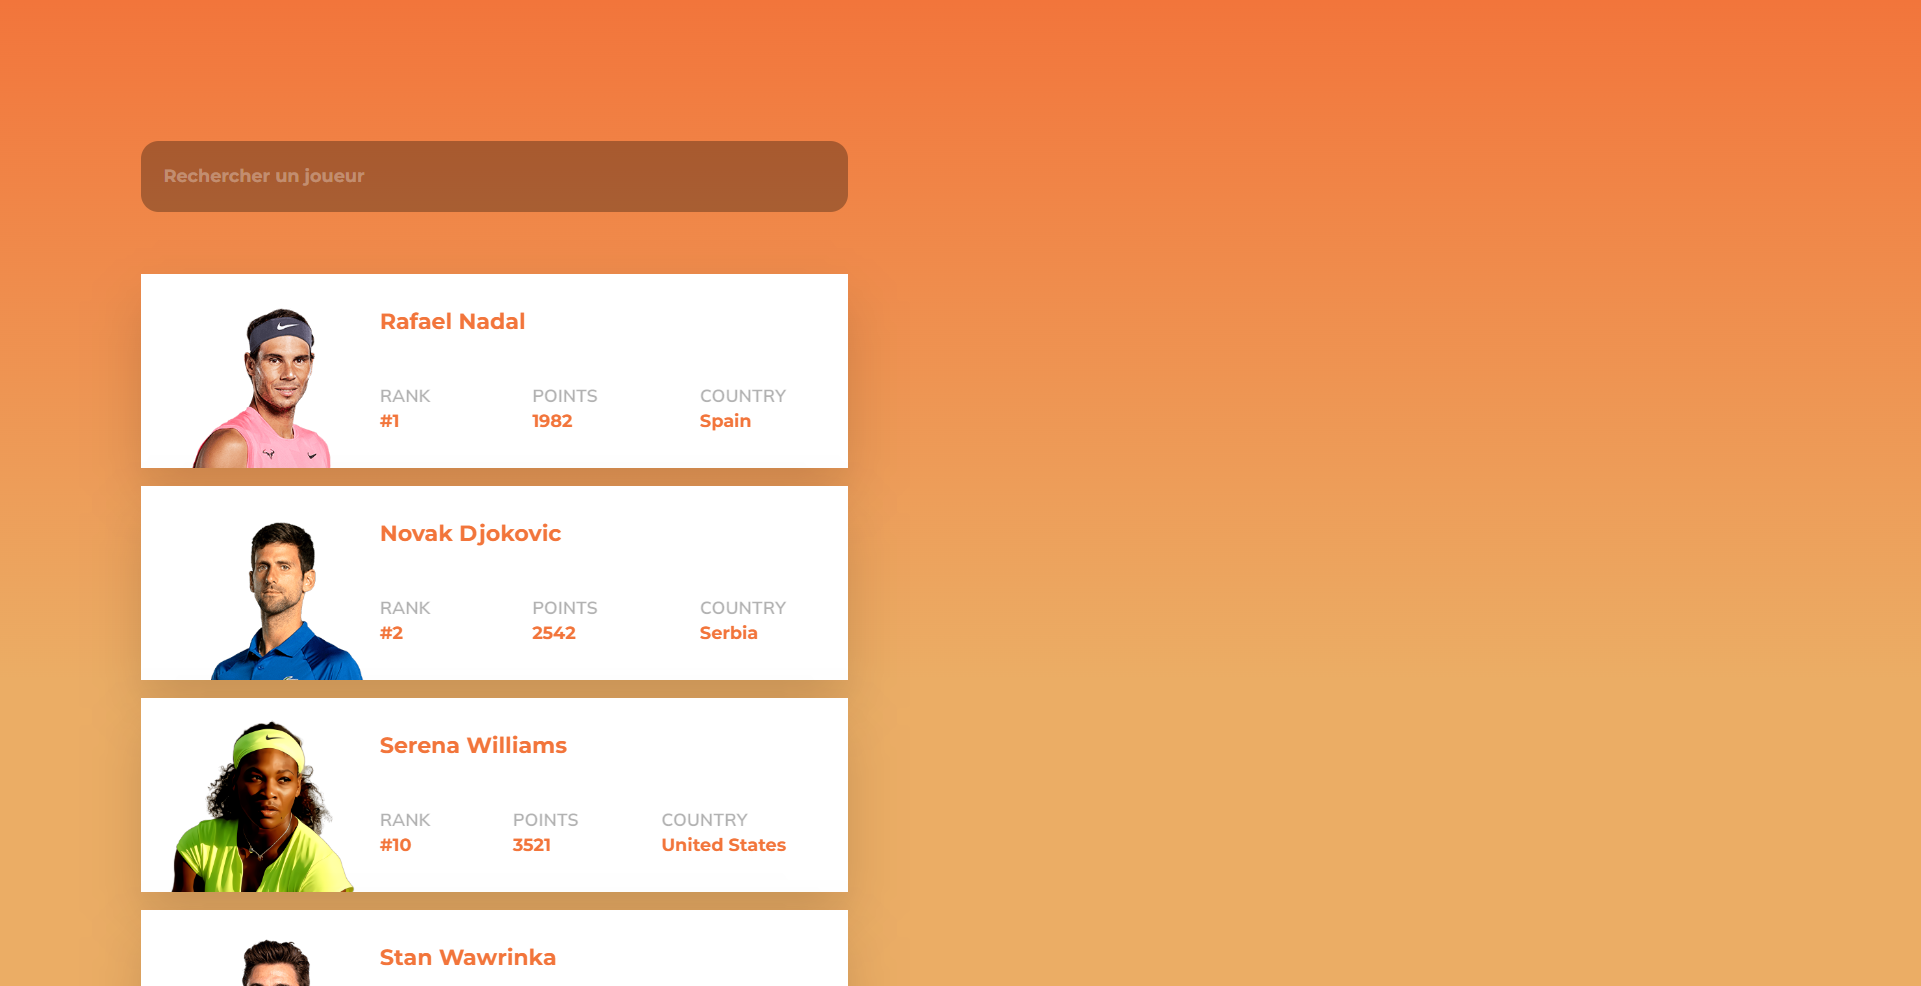 Rechercher un joueur
Rafael Nadal
RANK POINTS COUNTRY
#1 1982 Spain
Novak Djokovic
RANK POINTS COUNTRY
#2 2542 Serbia
Serena Williams
RANK POINTS COUNTRY
#10 3521 United States
Stan Wawrinka